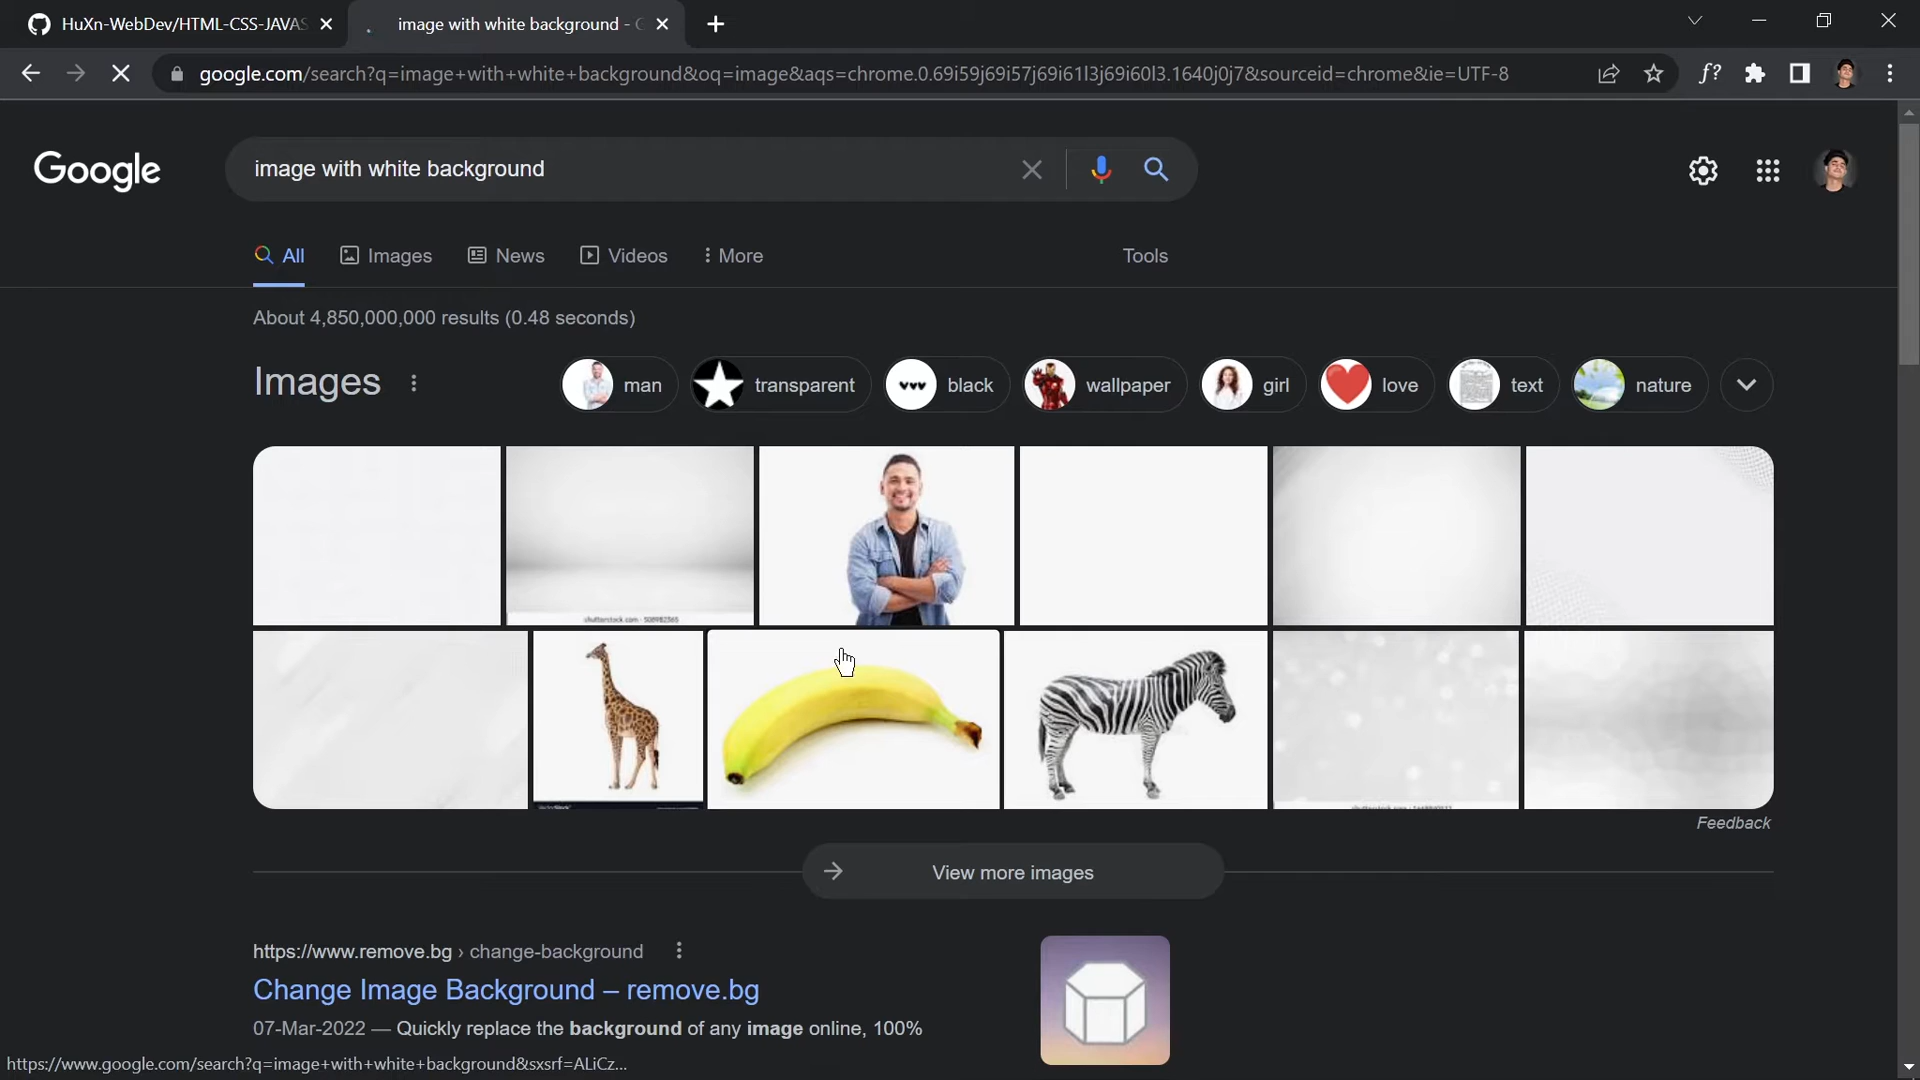 HuXn-WebDev/HTML-CSS-JAVAS
image with white background - G
google.com/search?q=image+with+white+background&oq=image&aqs=chrome.0.69i59j69i57j69i61l3j69i60l3.1640j0j7&sourceid=chrome&ie=UTF-8
f?
Google
image with white background
All
Images
News
Videos
More
Tools
About 4,850,000,000 results (0.48 seconds)
Images
man
transparent
black
wallpaper
girl
love
text
nature
Feedback
View more images
https://www.remove.bg › change-background
Change Image Background – remove.bg
07-Mar-2022 — Quickly replace the background of any image online, 100%
https://www.google.com/search?q=image+with+white+background&sxsrf=ALiCz...